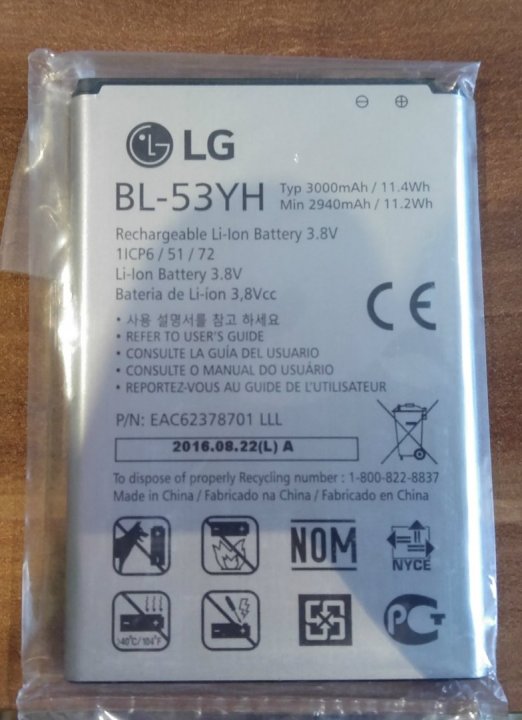 LG
BL-53YH
Typ 3000mAh / 11.4Wh
Min 2940mAh / 11.2Wh
Rechargeable Li-Ion Battery 3.8V
1ICP6 / 51 / 72
Li-Ion Battery 3.8V
Bateria de Li-íon 3,8Vcc
CE
• 사용 설명서를 참고 하세요
• REFER TO USER'S GUIDE
• CONSULTE LA GUÍA DEL USUARIO
• CONSULTE O MANUAL DO USUÁRIO
• REPORTEZ-VOUS AU GUIDE DE L'UTILISATEUR
P/N: EAC62378701 LLL
2016.08.22(L) A
To dispose of properly Recycling number : 1-800-822-8837
Made in China / Fabricado na China / Fabricado en China
NOM
NYCE
>40°C/104°F
РСТ